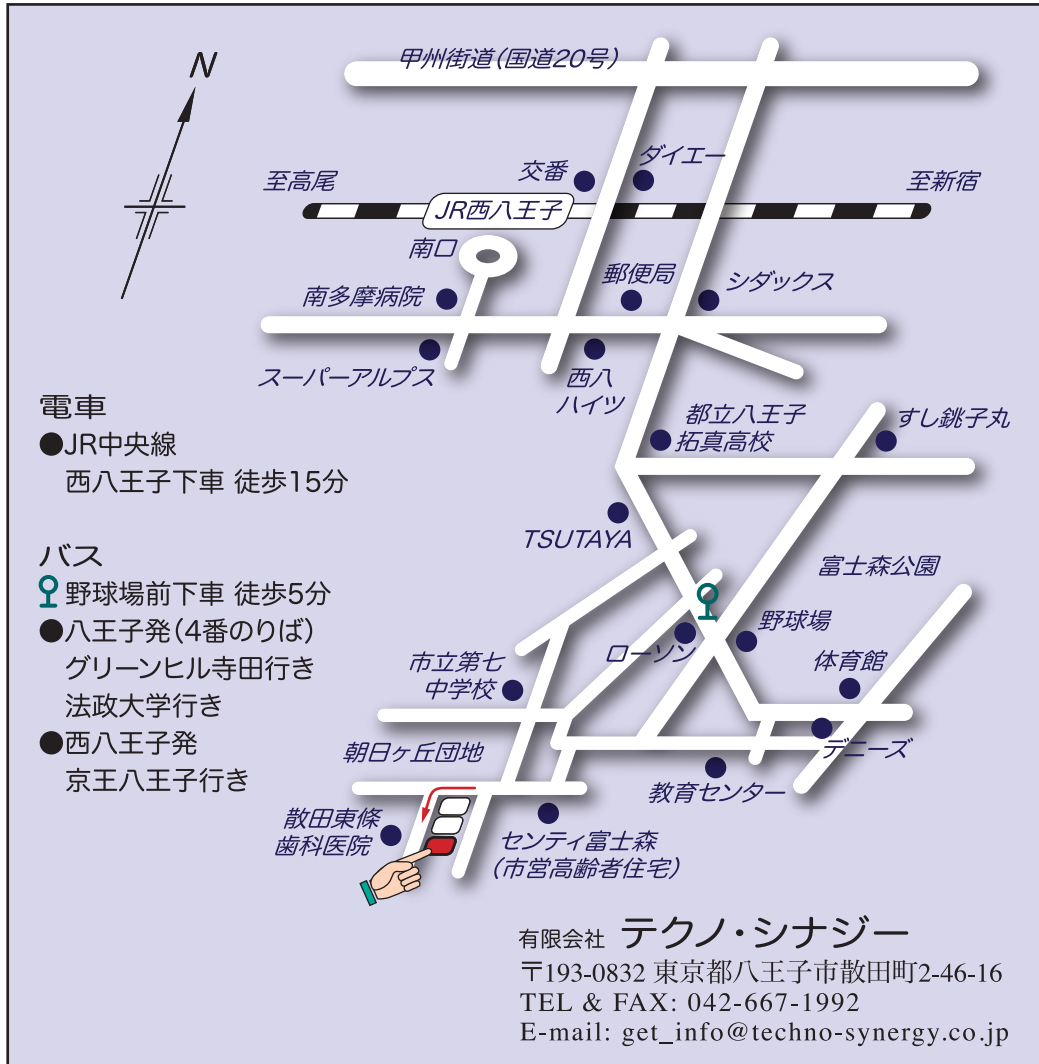 甲州街道(国道20号)
N
交番
ダイエー
至高尾
至新宿
JR西八王子
南口
郵便局
シダックス
南多摩病院
スーパーアルプス
西八
ハイツ
都立八王子
拓真高校
すし銚子丸
電車
●JR中央線
西八王子下車 徒歩15分
TSUTAYA
バス
野球場前下車 徒歩5分
●八王子発(4番のりば)
グリーンヒル寺田行き
法政大学行き
●西八王子発
京王八王子行き
富士森公園
野球場
ローソン
市立第七
中学校
体育館
デニーズ
朝日ヶ丘団地
教育センター
散田東條
歯科医院
センティ富士森
(市営高齢者住宅)
有限会社 テクノ・シナジー
〒193-0832 東京都八王子市散田町2-46-16
TEL & FAX: 042-667-1992
E-mail: get_info@techno-synergy.co.jp